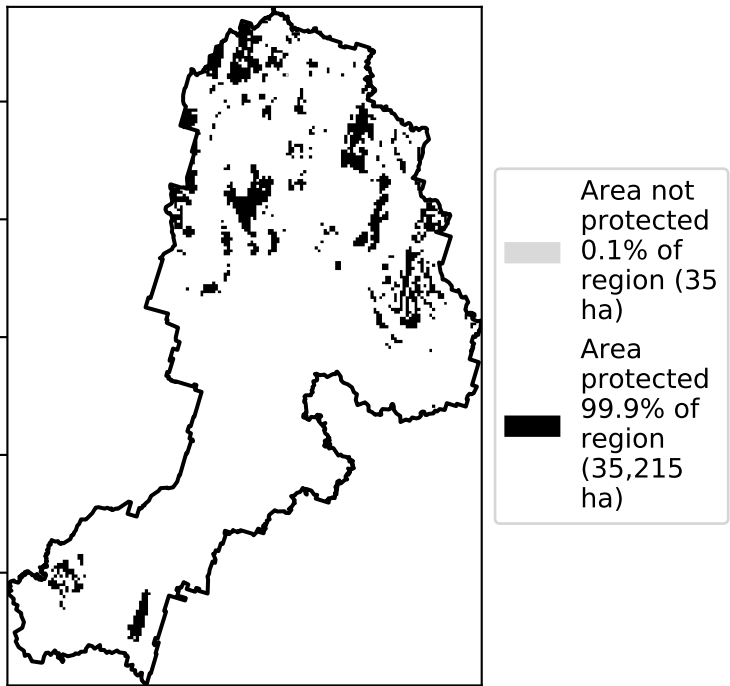 Area not
protected
0.1% of
region (35
ha)
Area
protected
99.9% of
region
(35,215
ha)